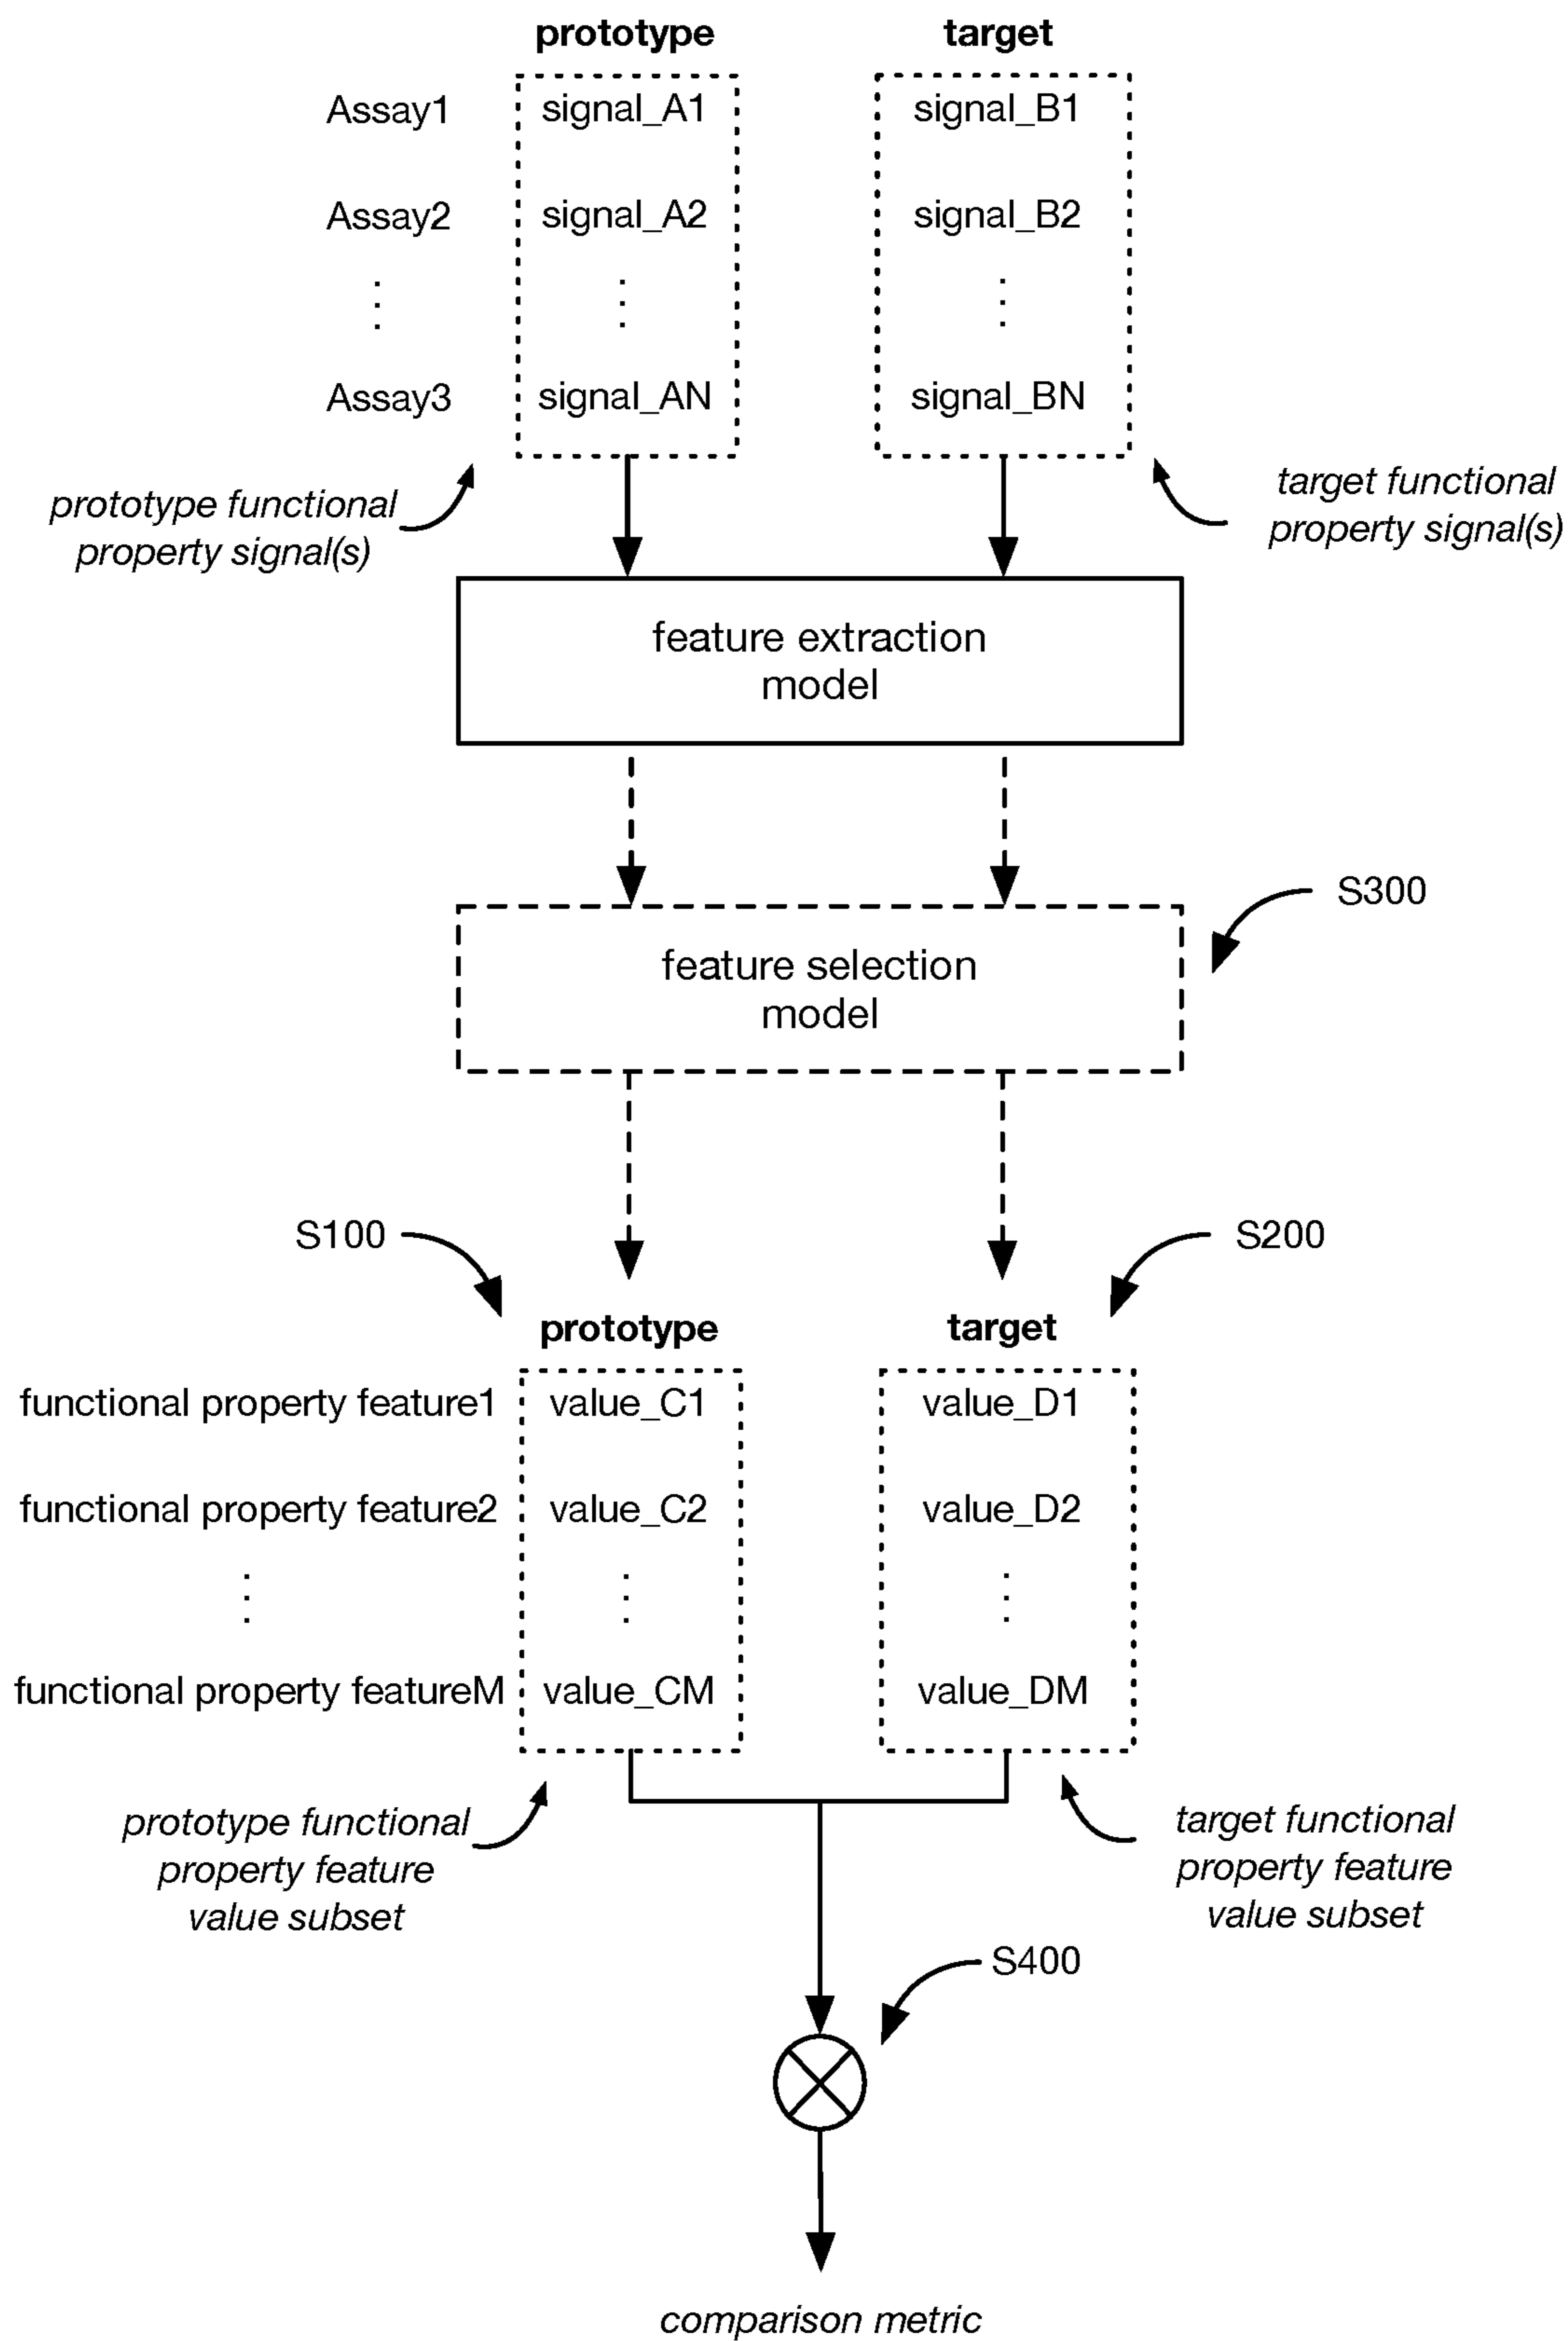 prototype target
Assay1 signal_A1 signal_B1
Assay2 signal_A2 signal_B2
Assay3 signal_AN signal_BN
prototype functional
property signal(s)
target functional
property signal(s)
feature extraction
model
S300
feature selection
model
S100
S200
prototype target
functional property feature1 value_C1 value_D1
functional property feature2 value_C2 value_D2
functional property featureM value_CM value_DM
prototype functional
property feature
value subset
target functional
property feature
value subset
S400
comparison metric